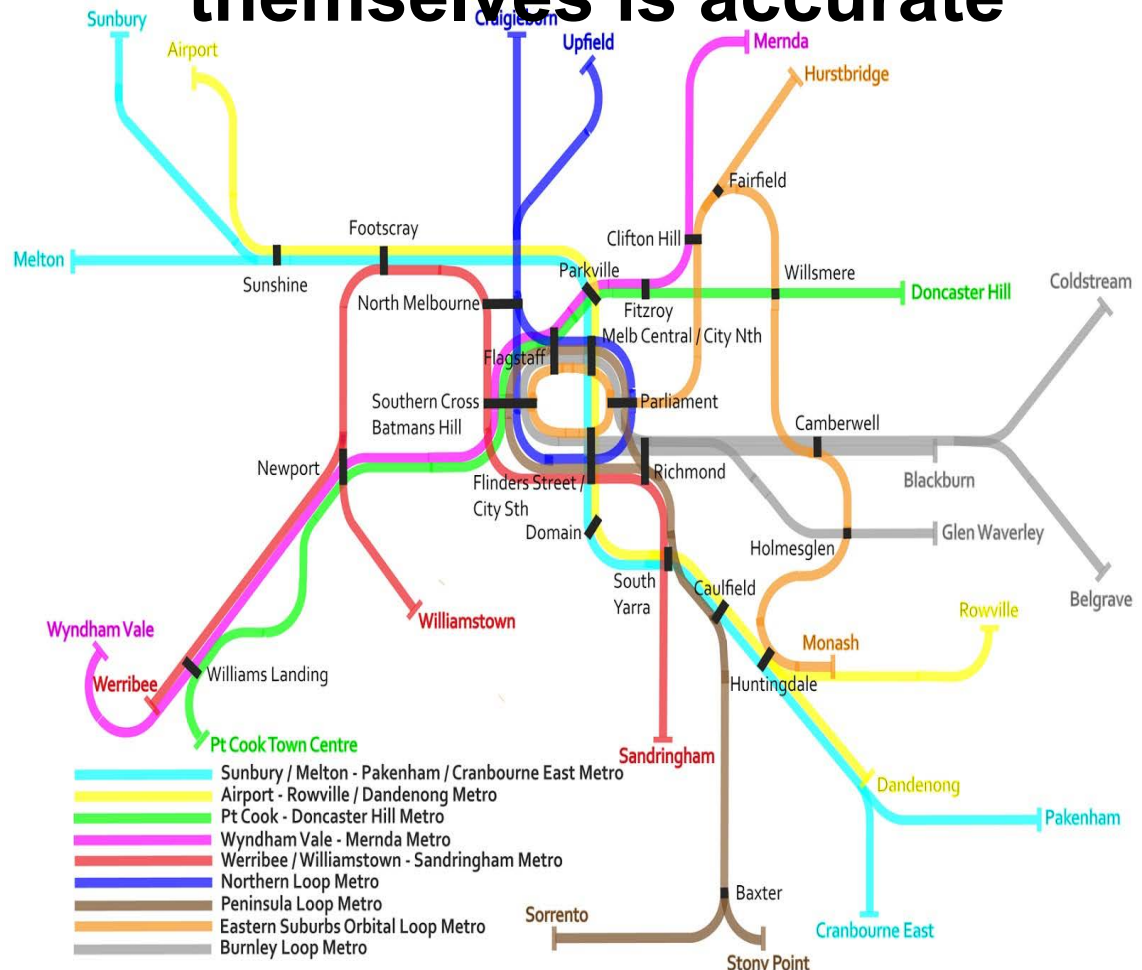 themselves is accurate
Sunbury
Craigieburn
Airport
Upfield
Mernda
Hurstbridge
Fairfield
Footscray
Clifton Hill
Melton
Sunshine
Parkville
Willsmere
Coldstream
North Melbourne
Fitzroy
Doncaster Hill
Melb Central / City Nth
Flagstaff
Southern Cross
Batmans Hill
Parliament
Camberwell
Newport
Richmond
Blackburn
Flinders Street /
City Sth
Domain
Glen Waverley
Holmesglen
South
Yarra
Caulfield
Belgrave
Rowville
Williamstown
Wyndham Vale
Monash
Williams Landing
Werribee
Huntingdale
Pt Cook Town Centre
Sandringham
Dandenong
Pakenham
Sunbury / Melton - Pakenham / Cranbourne East Metro
Airport - Rowville / Dandenong Metro
Pt Cook - Doncaster Hill Metro
Wyndham Vale - Mernda Metro
Werribee / Williamstown - Sandringham Metro
Northern Loop Metro
Peninsula Loop Metro
Eastern Suburbs Orbital Loop Metro
Burnley Loop Metro
Baxter
Sorrento
Cranbourne East
Stony Point